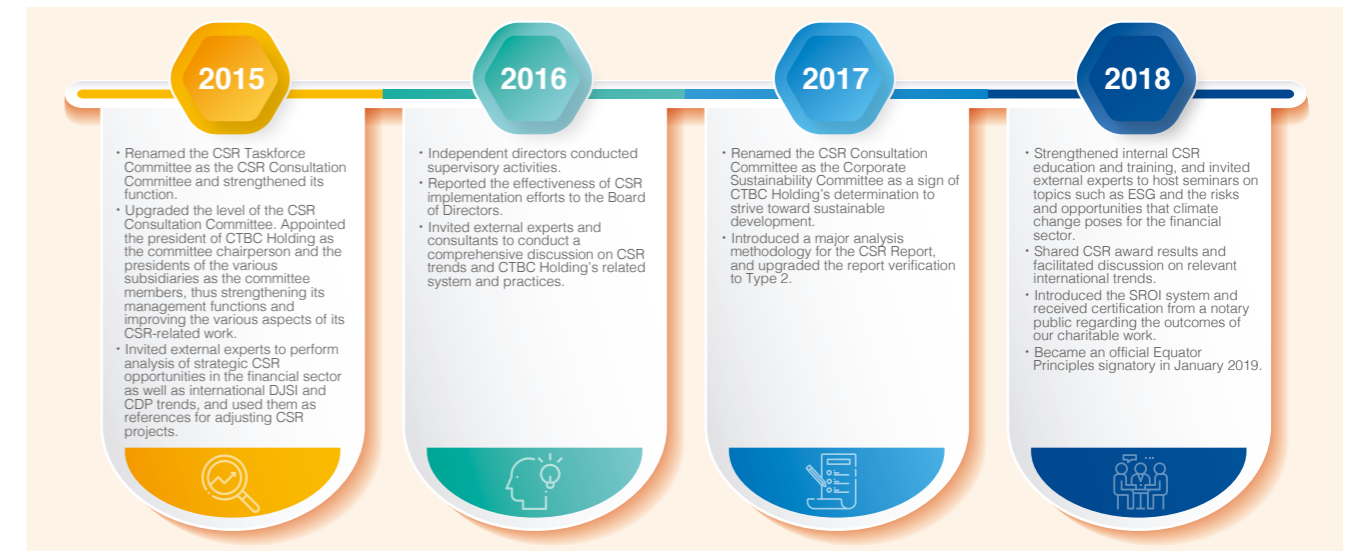 2015
・Renamed the CSR Taskforce
Committee as the CSR Consultation
Committee and strengthened its
function.
・Upgraded the level of the CSR
Consultation Committee. Appointed
the president of CTBC Holding as
the committee chairperson and the
presidents of the various
subsidiaries as the committee
members, thus strengthening its
management functions and
improving the various aspects of its
CSR-related work.
・Invited external experts to perform
analysis of strategic CSR
opportunities in the financial sector
as well as international DJSI and
CDP trends, and used them as
references for adjusting CSR
projects.
2016
・Independent directors conducted
supervisory activities.
・Reported the effectiveness of CSR
implementation efforts to the Board
of Directors.
・Invited external experts and
consultants to conduct a
comprehensive discussion on CSR
trends and CTBC Holding's related
system and practices.
2017
・Renamed the CSR Consultation
Committee as the Corporate
Sustainability Committee as a sign of
CTBC Holding's determination to
strive toward sustainable
development.
・Introduced a major analysis
methodology for the CSR Report,
and upgraded the report verification
to Type 2.
2018
・Strengthened internal CSR
education and training, and invited
external experts to host seminars on
topics such as ESG and the risks
and opportunities that climate
change poses for the financial
sector.
・Shared CSR award results and
facilitated discussion on relevant
international trends.
・Introduced the SROI system and
received certification from a notary
public regarding the outcomes of
our charitable work.
・Became an official Equator
Principles signatory in January 2019.